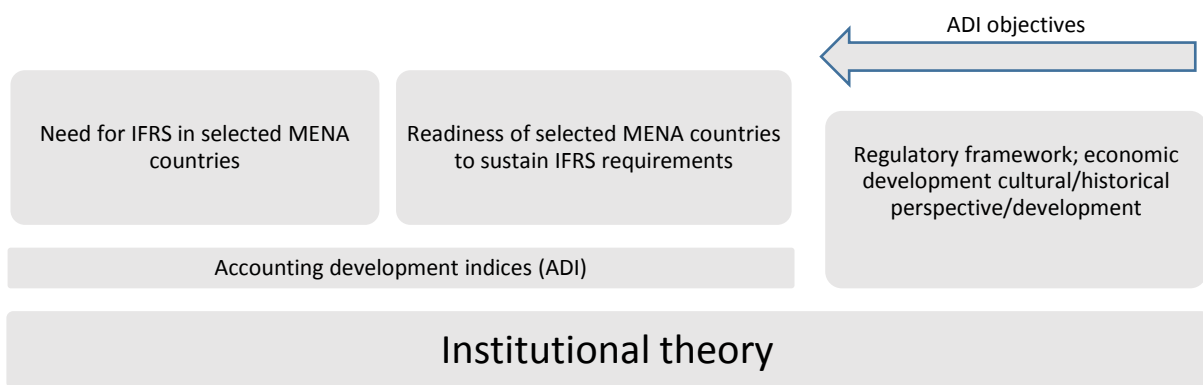 ADI objectives
Need for IFRS in selected MENA
countries
Readiness of selected MENA countries
to sustain IFRS requirements
Regulatory framework; economic
development cultural/historical
perspective/development
Accounting development indices (ADI)
Institutional theory